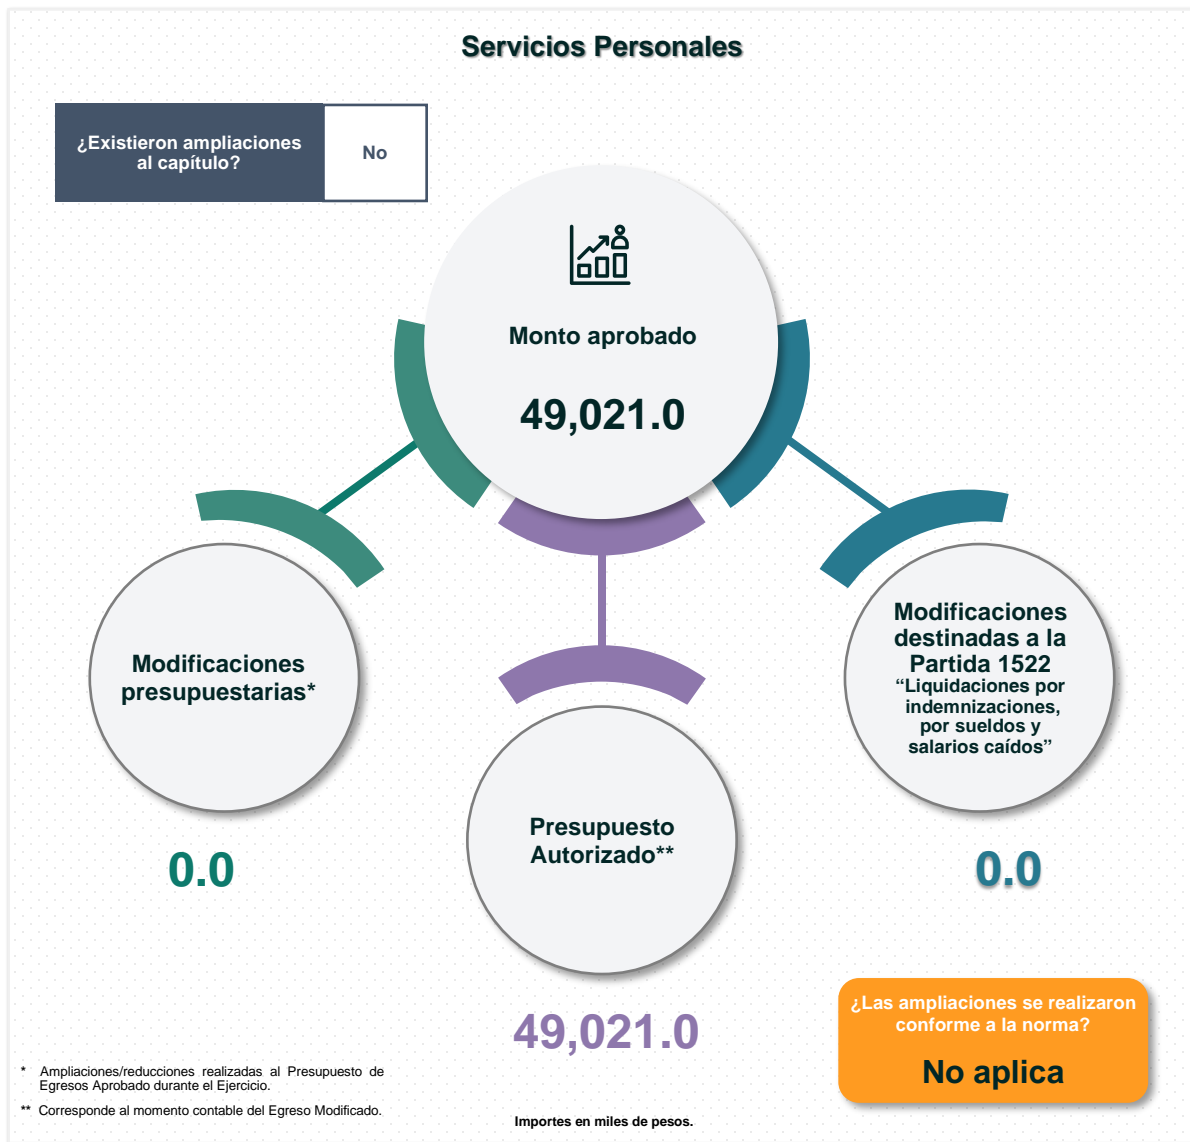 Servicios Personales
¿Existieron ampliaciones
al capítulo?
No
Monto aprobado
49,021.0
Modificaciones
presupuestarias*
0.0
Presupuesto
Autorizado**
49,021.0
Modificaciones
destinadas a la
Partida 1522
“Liquidaciones por
indemnizaciones,
por sueldos y
salarios caídos”
0.0
¿Las ampliaciones se realizaron
conforme a la norma?
No aplica
* Ampliaciones/reducciones realizadas al Presupuesto de
Egresos Aprobado durante el Ejercicio.
** Corresponde al momento contable del Egreso Modificado.
Importes en miles de pesos.